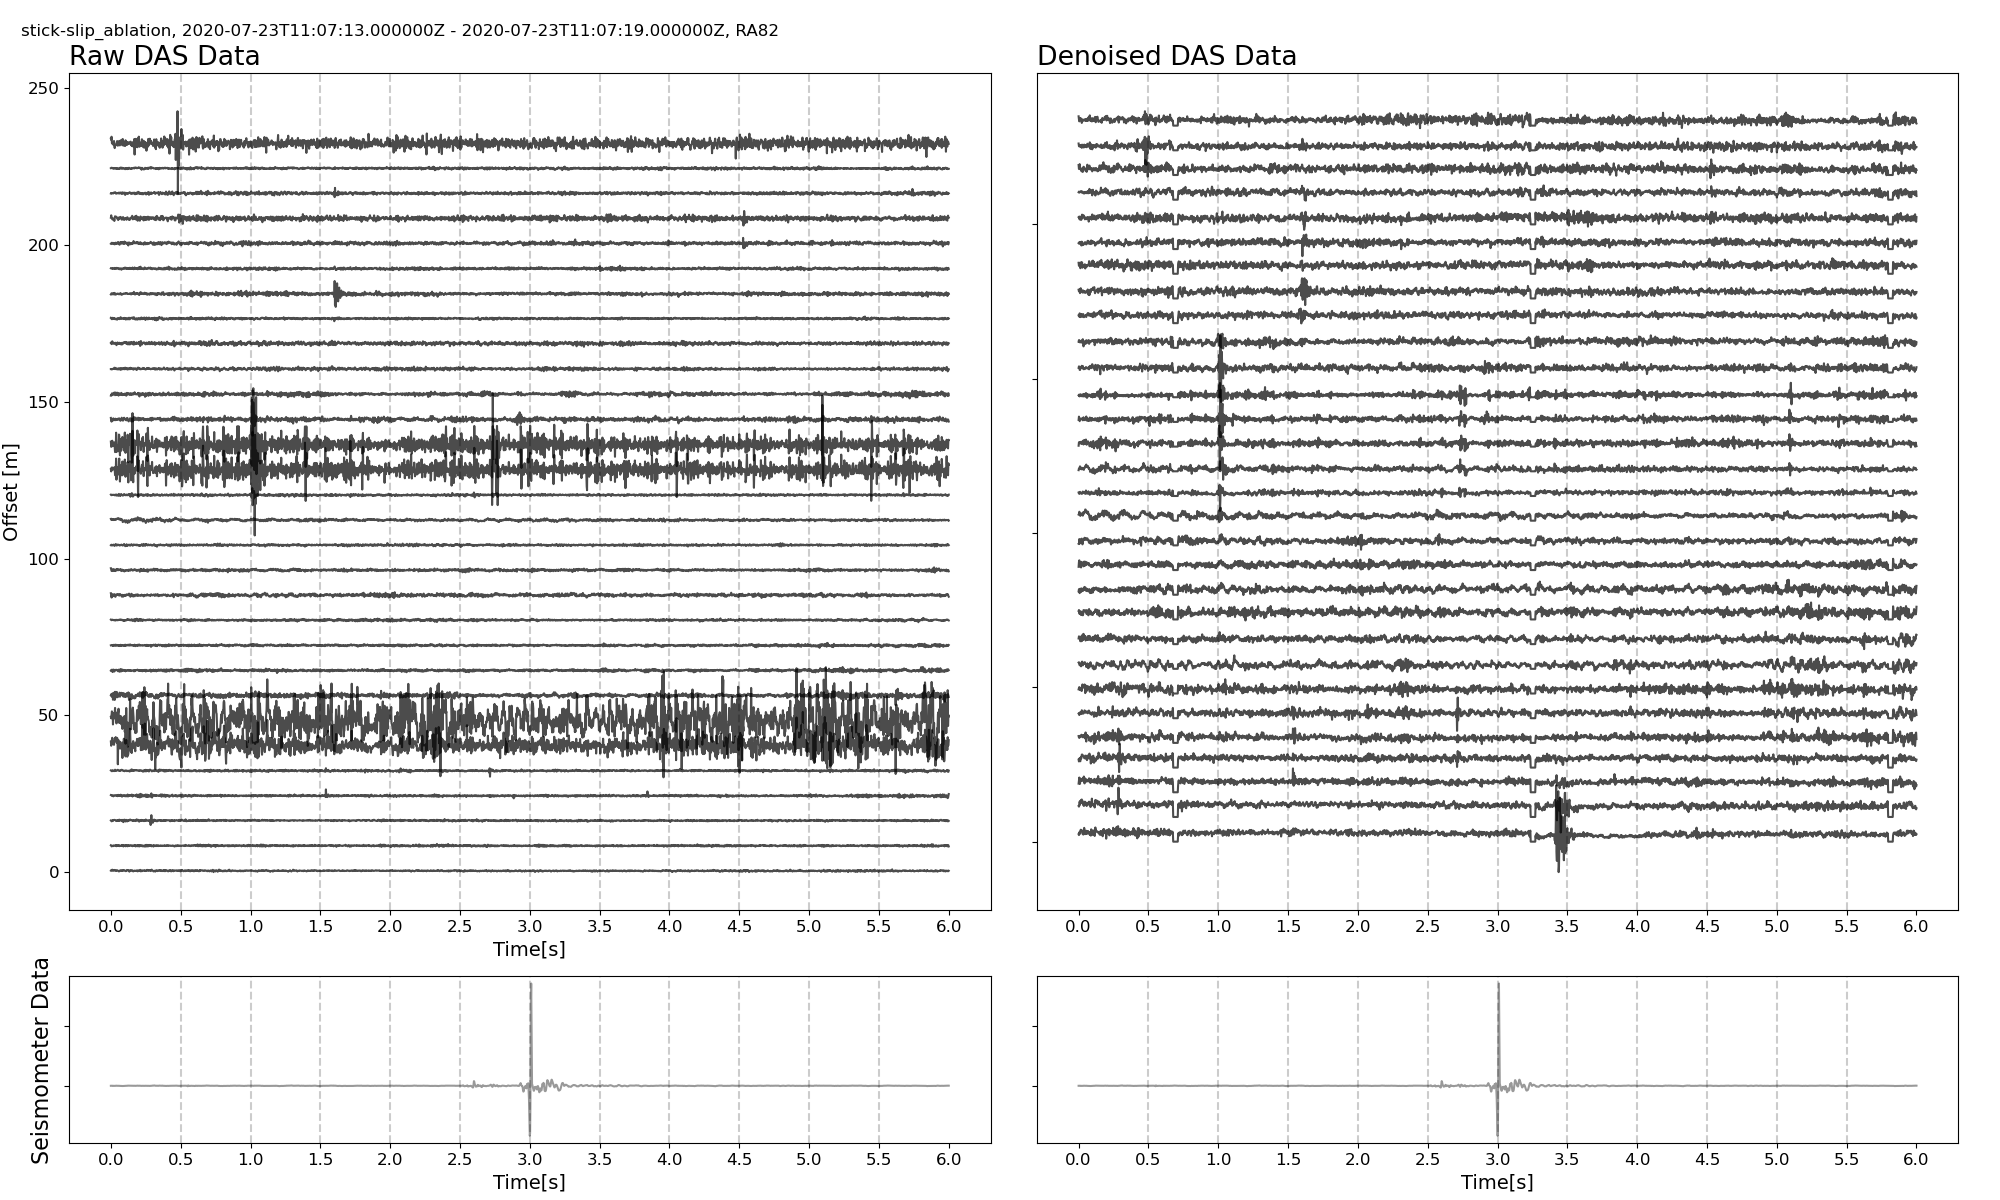 stick-slip_ablation, 2020-07-23T11:07:13.000000Z - 2020-07-23T11:07:19.000000Z, RA82
Raw DAS Data
Denoised DAS Data
250
200
150
100
50
0
Offset [m]
0.0 0.5 1.0 1.5 2.0 2.5 3.0 3.5 4.0 4.5 5.0 5.5 6.0
Time[s]
0.0 0.5 1.0 1.5 2.0 2.5 3.0 3.5 4.0 4.5 5.0 5.5 6.0
Seismometer Data
0.0 0.5 1.0 1.5 2.0 2.5 3.0 3.5 4.0 4.5 5.0 5.5 6.0
Time[s]
0.0 0.5 1.0 1.5 2.0 2.5 3.0 3.5 4.0 4.5 5.0 5.5 6.0
Time[s]